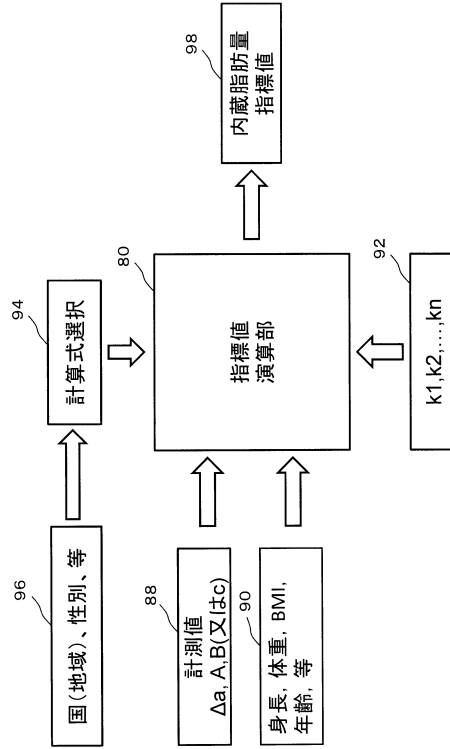 96
国(地域)、性別、等
94
計算式選択
88
計測値
Δa, A,B(又はc)
90
身長, 体重, BMI,
年齢, 等
80
指標値
演算部
92
k1,k2,...,kn
98
内蔵脂肪量
指標値